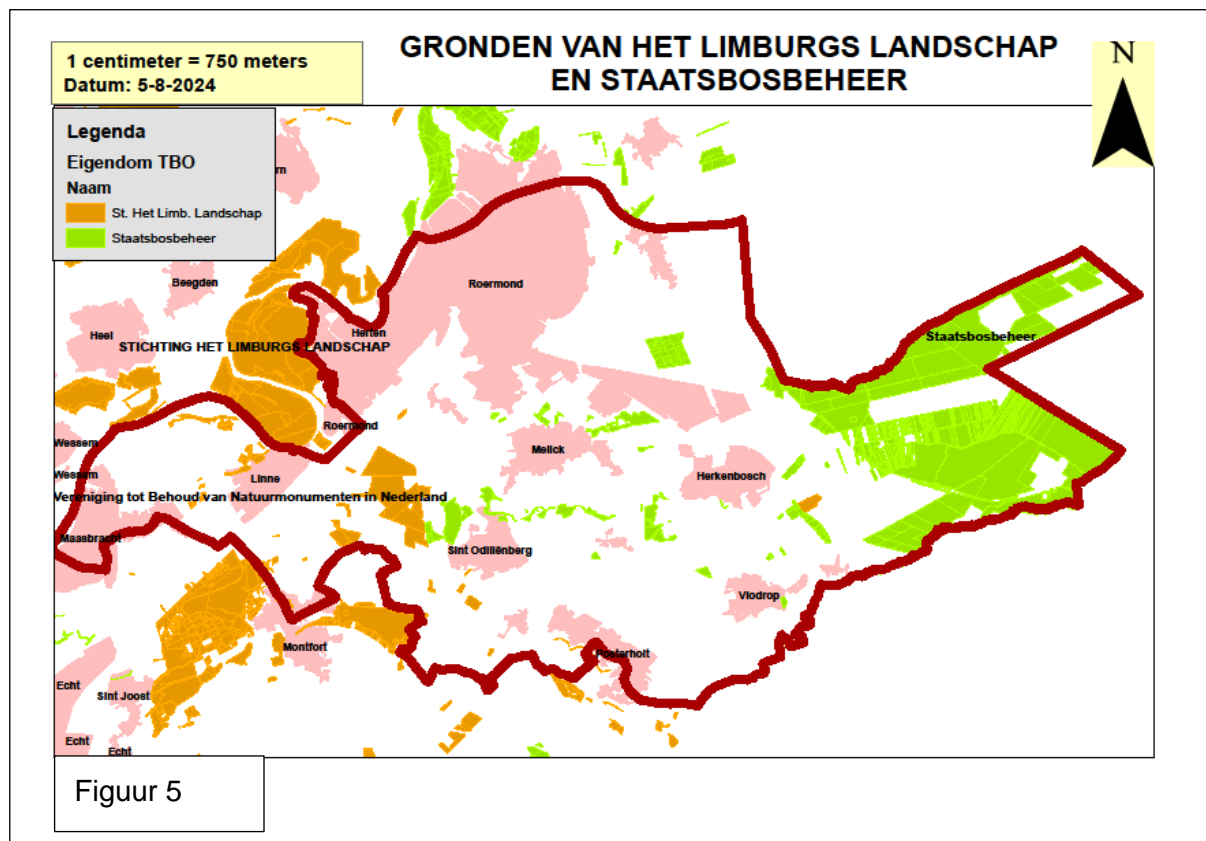 1 centimeter = 750 meters
Datum: 5-8-2024
GRONDEN VAN HET LIMBURGS LANDSCHAP
EN STAATSBOSBEHEER
N
Legenda
Eigendom TBO
Naam
St. Het Limb. Landschap
Staatsbosbeheer
rn
Beegden
Roermond
Heel
Herten
STICHTING HET LIMBURGS LANDSCHAP
Staatsbosbeheer
Roermond
Wessem
Melick
Wessem
Linne
Herkenbosch
Vereniging tot Behoud van Natuurmonumenten in Nederland
Maasbracht
Sint Odiliënberg
Vlodrop
Montfort
Posterholt
Echt
Sint Joost
Echt
Echt
Figuur 5